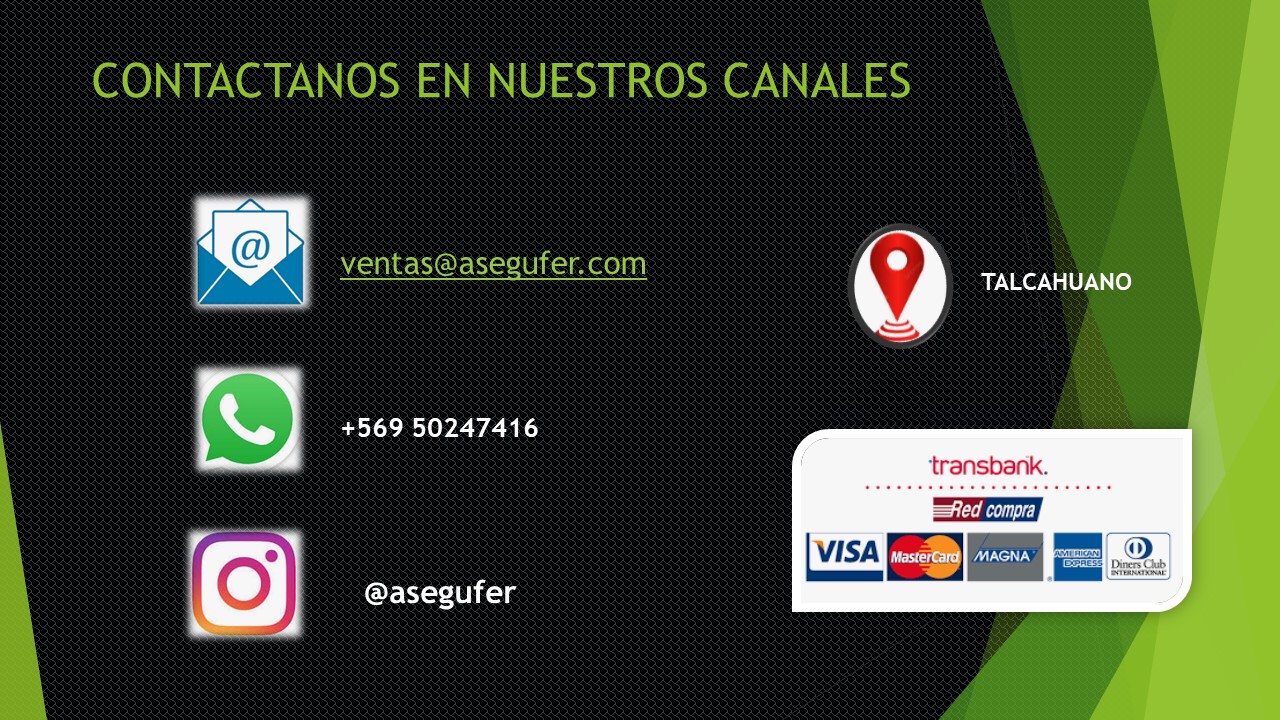 CONTACTANOS EN NUESTROS CANALES
@
ventas@asegufer.com
TALCAHUANO
+569 50247416
@asegufer
transbank.
Red compra
VISA
MasterCard
MAGNA
AMERICAN
EXPRESS
Diners Club
INTERNATIONAL